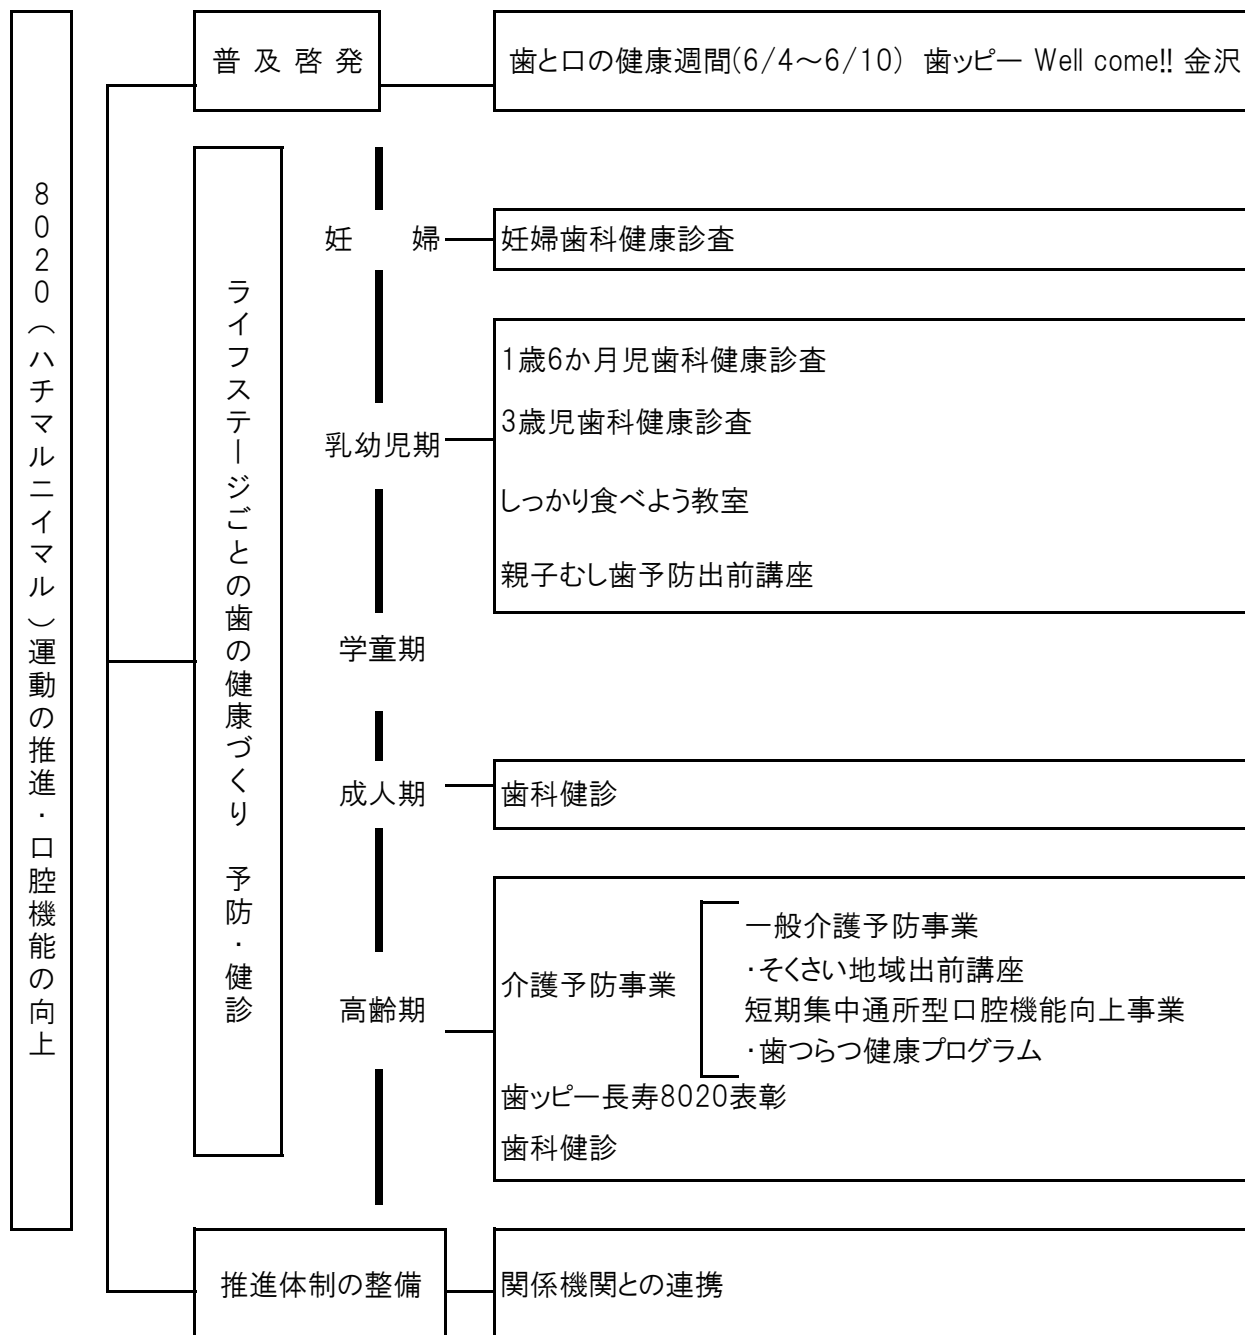 8020(ハチマルニイマル)運動の推進・口腔機能の向上
普及啓発
歯と口の健康週間(6/4～6/10) 歯ッピー Well come!! 金沢
ライフステージごとの歯の健康づくり 予防・健診
妊 婦
妊婦歯科健康診査
乳幼児期
1歳6か月児歯科健康診査
3歳児歯科健康診査
しっかり食べよう教室
親子むし歯予防出前講座
学童期
成人期
歯科健診
高齢期
介護予防事業
一般介護予防事業
・そくさい地域出前講座
短期集中通所型口腔機能向上事業
・歯つらつ健康プログラム
歯ッピー長寿8020表彰
歯科健診
推進体制の整備
関係機関との連携